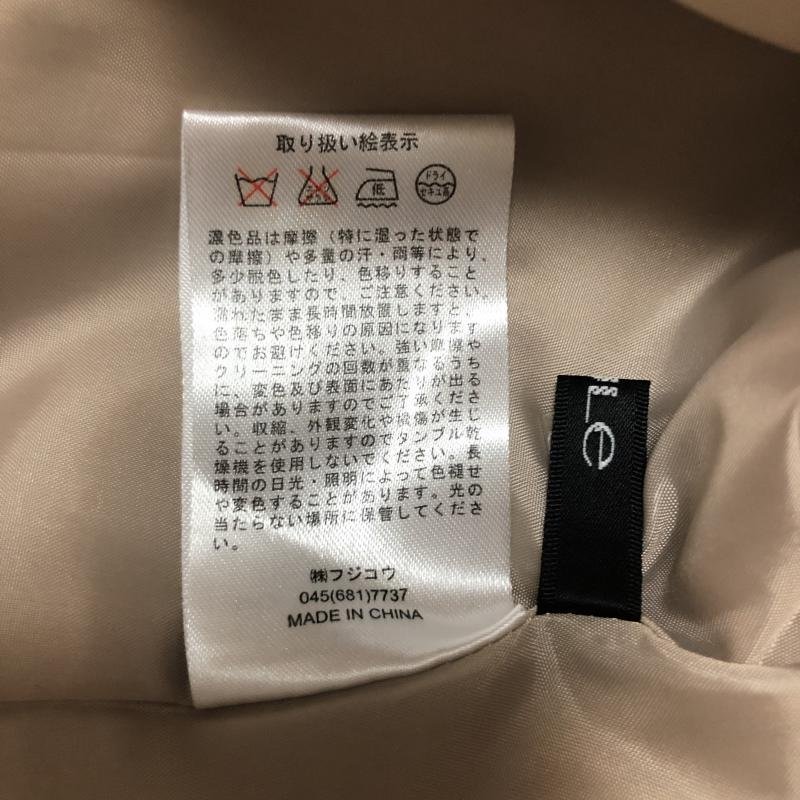 取り扱い絵表示
低
ドライ
セキユ系
濃色品は摩擦（特に湿った状態で
の摩擦）や多量の汗・雨等により、
多少脱色したり、色移りすること
がありますので、ご注意ください。
濡れたまま長時間放置しますと、
色落ちや色移りの原因になります
のでお避けください。強い摩擦や
クリーニングの回数が重なるうち
に、変色及び表面にあたりが出る
場合がありますのでご了承くださ
い。収縮、外観変化や損傷が生じ
ることがありますのでタンブル乾
燥機を使用しないでください。長
時間の日光・照明によって色褪せ
や変色することがあります。光の
当たらない場所に保管してくださ
い。
㈱フジコウ
045(681)7737
MADE IN CHINA